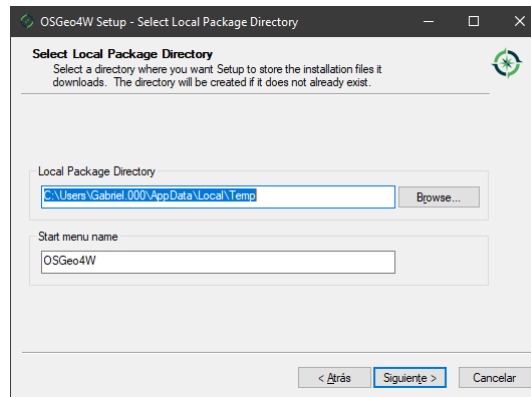 OSGeo4W Setup - Select Local Package Directory
Select Local Package Directory
Select a directory where you want Setup to store the installation files it
downloads. The directory will be created if it does not already exist.
Local Package Directory
C:\Users\Gabriel.000\AppData\Local\Temp
Browse...
Start menu name
OSGeo4W
< Atrás
Siguiente >
Cancelar